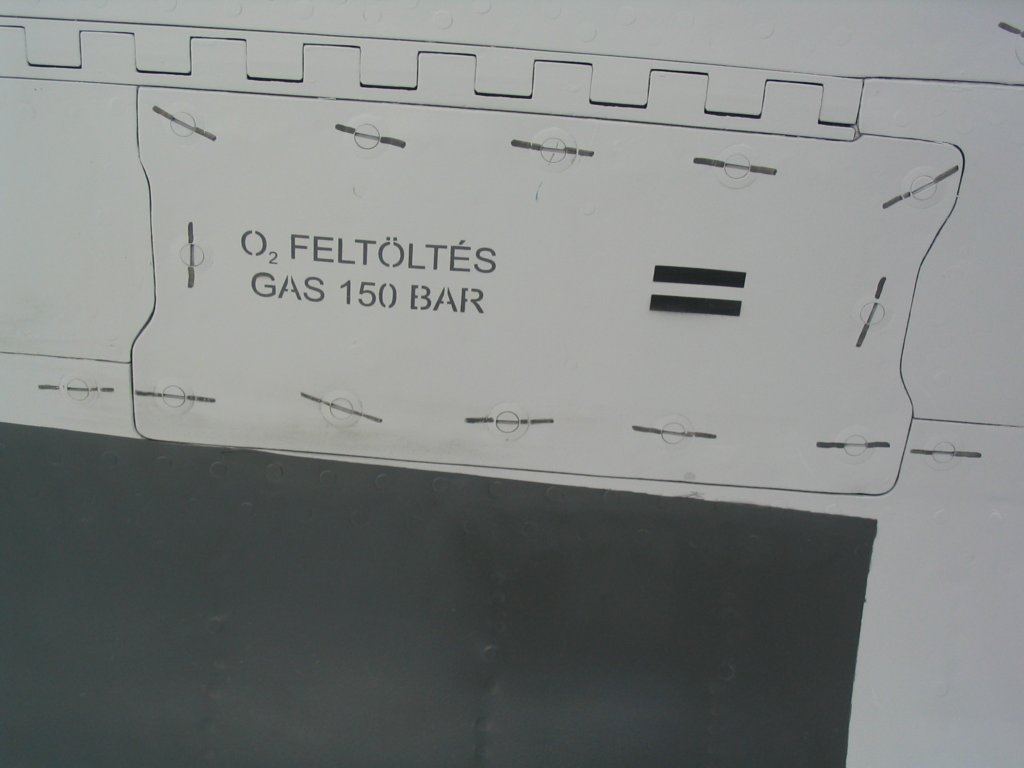 O₂ FELTÖLTÉS
GAS 150 BAR